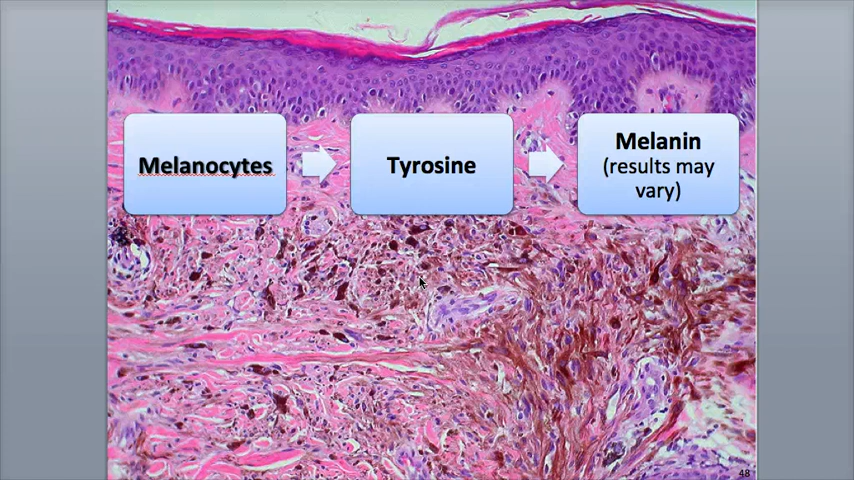 Melanocytes
Tyrosine
Melanin
(results may
vary)
48